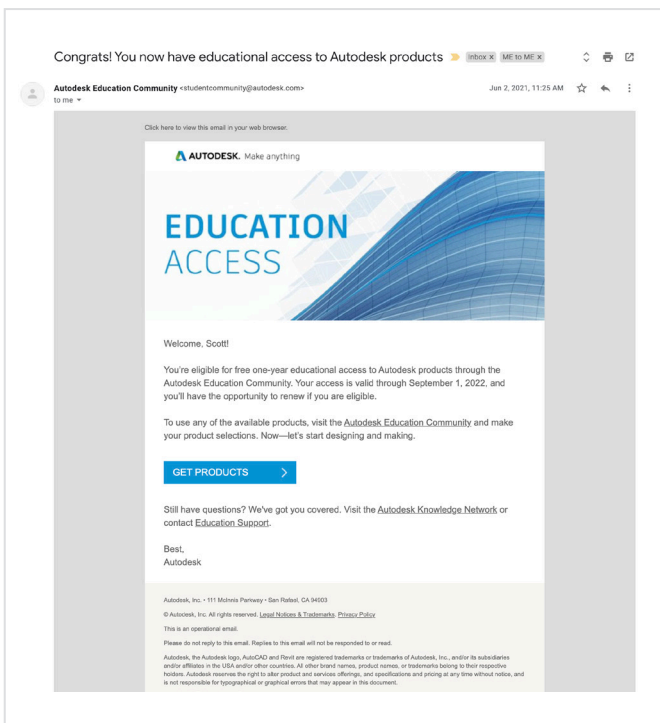 Congrats! You now have educational access to Autodesk products Inbox x ME to ME x
Autodesk Education Community <studentcommunity@autodesk.com> Jun 2, 2021, 11:25 AM
to me
Click here to view this email in your web browser.
AUTODESK. Make anything
EDUCATION
ACCESS
Welcome, Scott!
You're eligible for free one-year educational access to Autodesk products through the
Autodesk Education Community. Your access is valid through September 1, 2022, and
you'll have the opportunity to renew if you are eligible.
To use any of the available products, visit the Autodesk Education Community and make
your product selections. Now—let's start designing and making.
GET PRODUCTS
Still have questions? We've got you covered. Visit the Autodesk Knowledge Network or
contact Education Support.
Best,
Autodesk
Autodesk, Inc. • 111 McInnis Parkway • San Rafael, CA 94003
© Autodesk, Inc. All rights reserved. Legal Notices & Trademarks. Privacy Policy
This is an operational email.
Please do not reply to this email. Replies to this email will not be responded to or read.
Autodesk, the Autodesk logo, AutoCAD and Revit are registered trademarks or trademarks of Autodesk, Inc., and/or its subsidiaries
and/or affiliates in the USA and/or other countries. All other brand names, product names, or trademarks belong to their respective
holders. Autodesk reserves the right to alter product and services offerings, and specifications and pricing at any time without notice, and
is not responsible for typographical or graphical errors that may appear in this document.